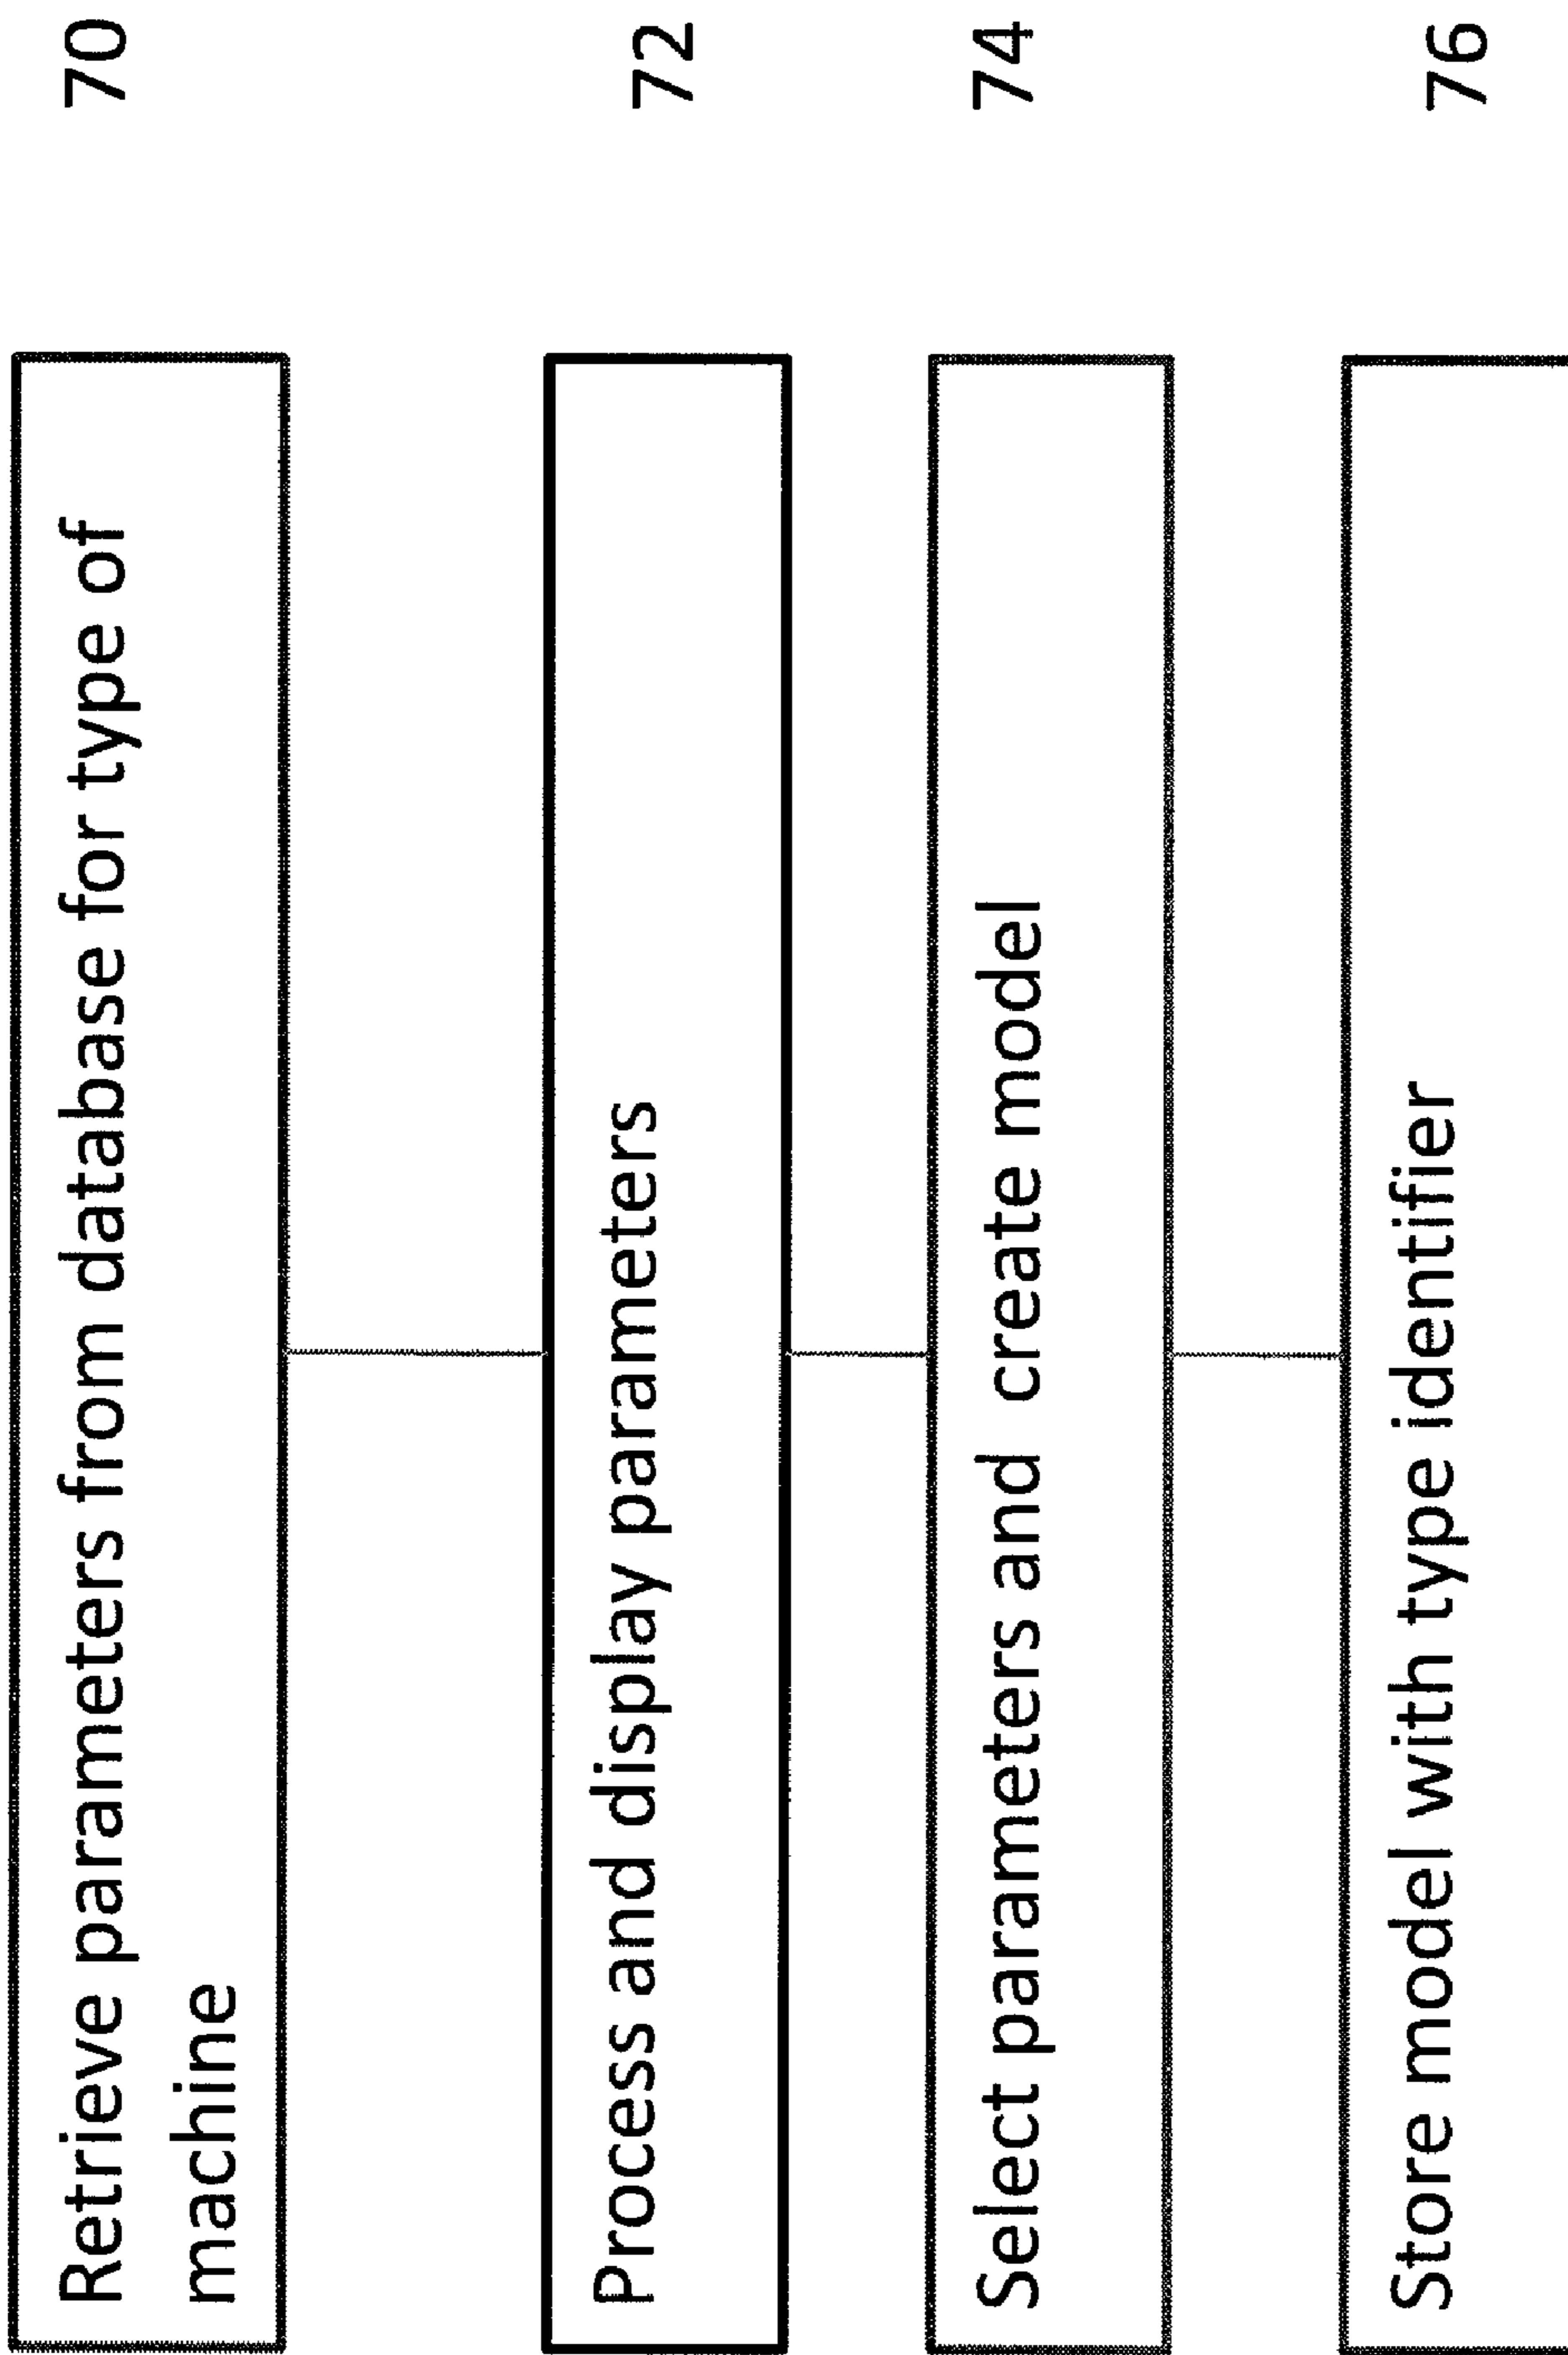 Retrieve parameters from database for type of
machine
70
Process and display parameters
72
Select parameters and create model
74
Store model with type identifier
76